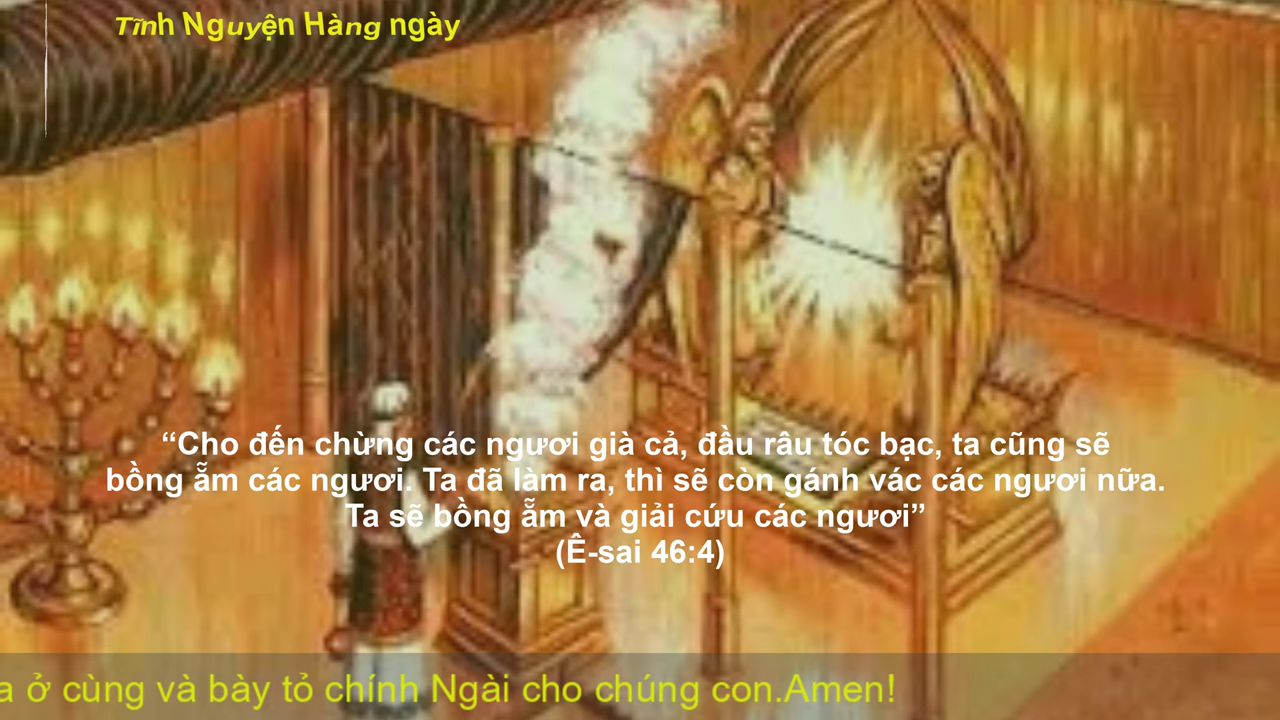 Tĩnh Nguyện Hàng ngày
“Cho đến chừng các ngươi già cả, đầu râu tóc bạc, ta cũng sẽ
bồng ẵm các ngươi. Ta đã làm ra, thì sẽ còn gánh vác các ngươi nữa.
Ta sẽ bồng ẵm và giải cứu các ngươi”
(Ê-sai 46:4)
a ở cùng và bày tỏ chính Ngài cho chúng con.Amen!